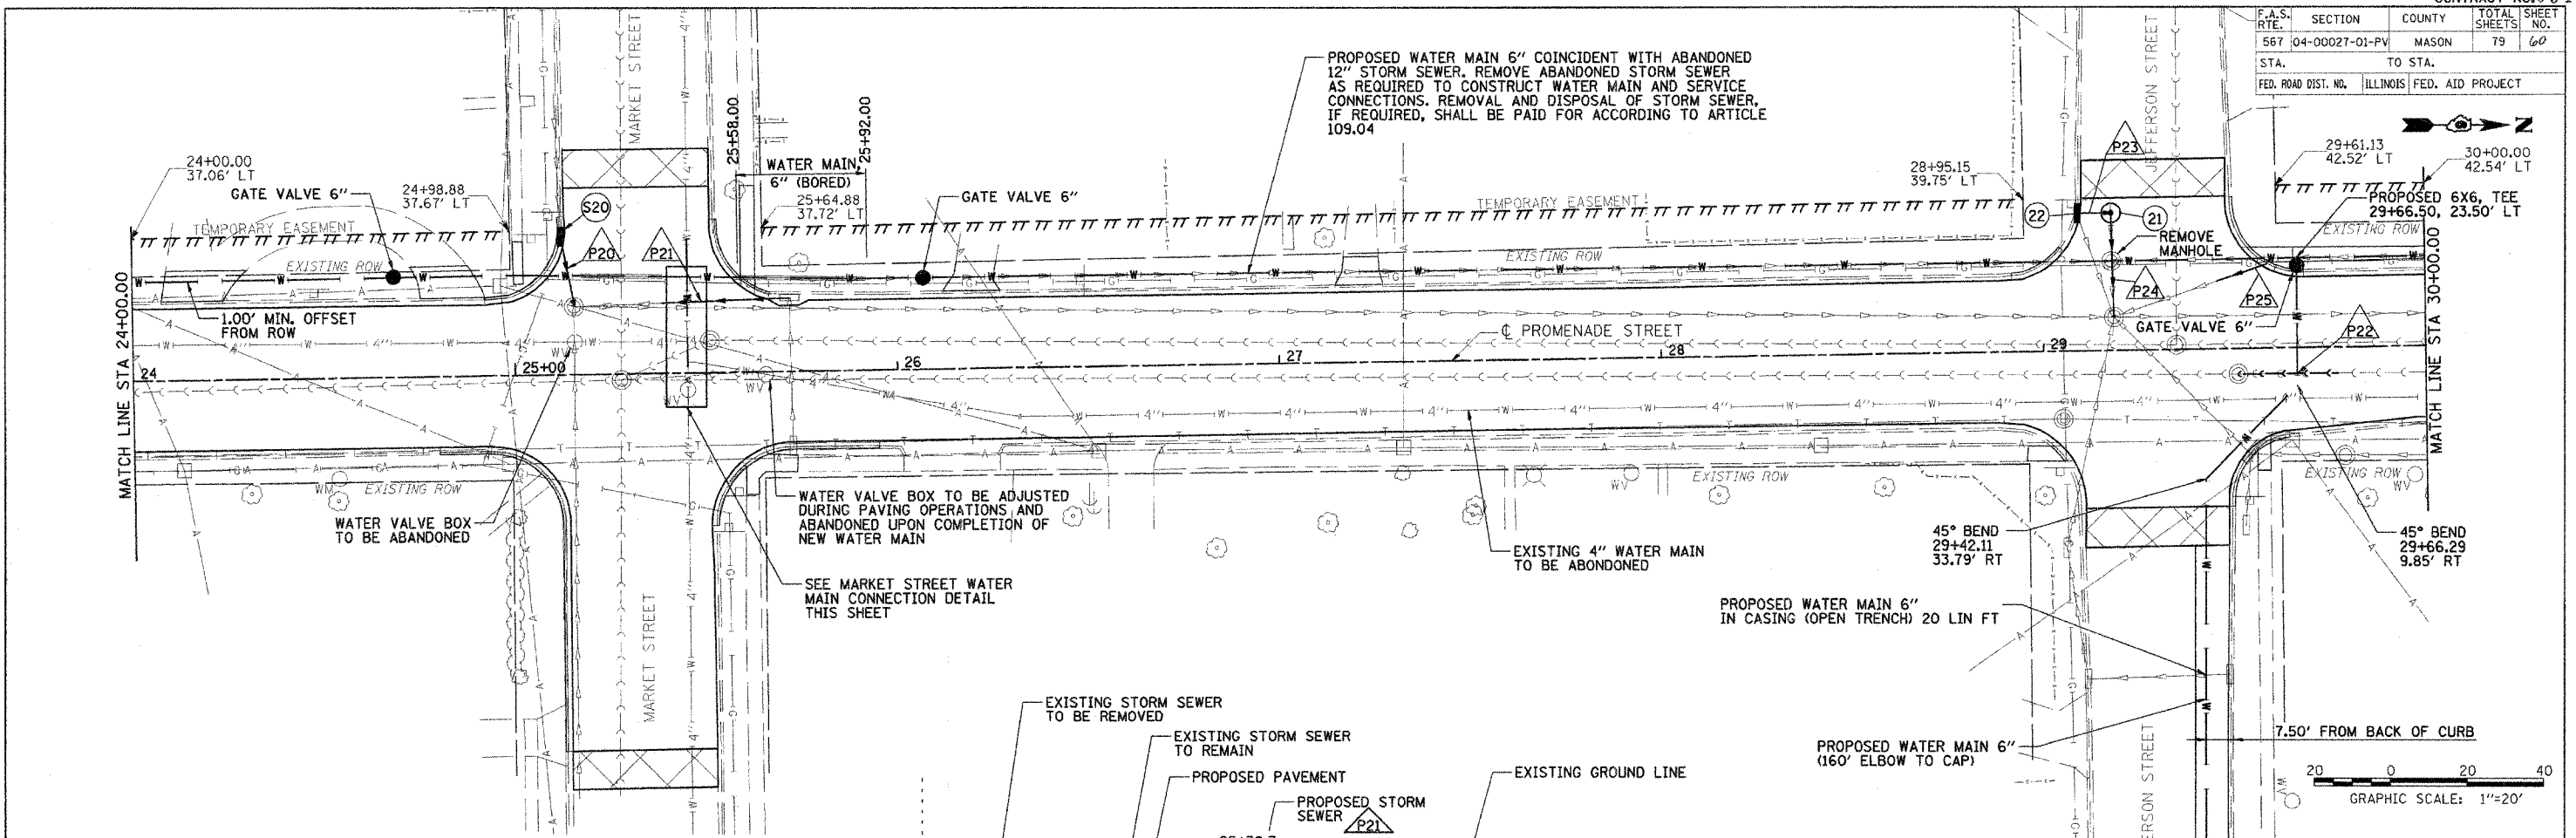 F.A.S. RTE. SECTION COUNTY TOTAL SHEETS SHEET NO.
567 04-00027-01-PV MASON 79 60
STA. TO STA.
FED. ROAD DIST. NO. ILLINOIS FED. AID PROJECT
N
MARKET STREET
JEFFERSON STREET
PROPOSED WATER MAIN 6" COINCIDENT WITH ABANDONED
12" STORM SEWER. REMOVE ABANDONED STORM SEWER
AS REQUIRED TO CONSTRUCT WATER MAIN AND SERVICE
CONNECTIONS. REMOVAL AND DISPOSAL OF STORM SEWER,
IF REQUIRED, SHALL BE PAID FOR ACCORDING TO ARTICLE
109.04
25+58.00
25+92.00
WATER MAIN
6" (BORED)
24+00.00
37.06' LT
GATE VALVE 6"
24+98.88
37.67' LT
25+64.88
37.72' LT
GATE VALVE 6"
28+95.15
39.75' LT
29+61.13
42.52' LT
30+00.00
42.54' LT
PROPOSED 6X6, TEE
29+66.50, 23.50' LT
TEMPORARY EASEMENT
TEMPORARY EASEMENT
S20
P20
P21
P23
22
21
REMOVE
MANHOLE
P24
P25
P22
GATE VALVE 6"
EXISTING ROW
EXISTING ROW
EXISTING ROW
1.00' MIN. OFFSET
FROM ROW
MATCH LINE STA 24+00.00
MATCH LINE STA 30+00.00
℄ PROMENADE STREET
24
25+00
26
27
28
29
WV
WV
WV
4"
EXISTING ROW
EXISTING ROW
EXISTING ROW
WM
WV
WV
WATER VALVE BOX
TO BE ABANDONED
WATER VALVE BOX TO BE ADJUSTED
DURING PAVING OPERATIONS AND
ABANDONED UPON COMPLETION OF
NEW WATER MAIN
SEE MARKET STREET WATER
MAIN CONNECTION DETAIL
THIS SHEET
EXISTING 4" WATER MAIN
TO BE ABONDONED
45° BEND
29+42.11
33.79' RT
45° BEND
29+66.29
9.85' RT
PROPOSED WATER MAIN 6"
IN CASING (OPEN TRENCH) 20 LIN FT
PROPOSED WATER MAIN 6"
(160' ELBOW TO CAP)
7.50' FROM BACK OF CURB
MARKET STREET
EXISTING STORM SEWER
TO BE REMOVED
EXISTING STORM SEWER
TO REMAIN
PROPOSED PAVEMENT
PROPOSED STORM
SEWER
P21
EXISTING GROUND LINE
WV
20 0 20 40
GRAPHIC SCALE: 1"=20'